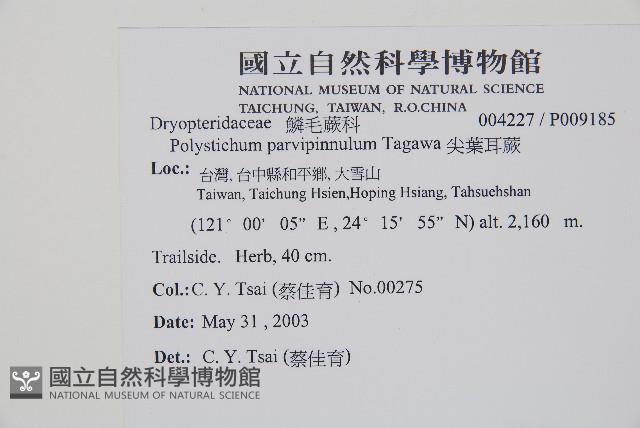 國立自然科學博物館
NATIONAL MUSEUM OF NATURAL SCIENCE
TAICHUNG, TAIWAN, R.O.CHINA
Dryopteridaceae 鱗毛蕨科 004227 / P009185
Polystichum parvipinnulum Tagawa 尖葉耳蕨
Loc.: 台灣, 台中縣和平鄉, 大雪山
Taiwan, Taichung Hsien,Hoping Hsiang, Tahsuehshan
(121° 00' 05" E , 24° 15' 55" N) alt. 2,160 m.
Trailside. Herb, 40 cm.
Col.: C. Y. Tsai (蔡佳育) No.00275
Date: May 31 , 2003
Det.: C. Y. Tsai (蔡佳育)
國立自然科學博物館
NATIONAL MUSEUM OF NATURAL SCIENCE